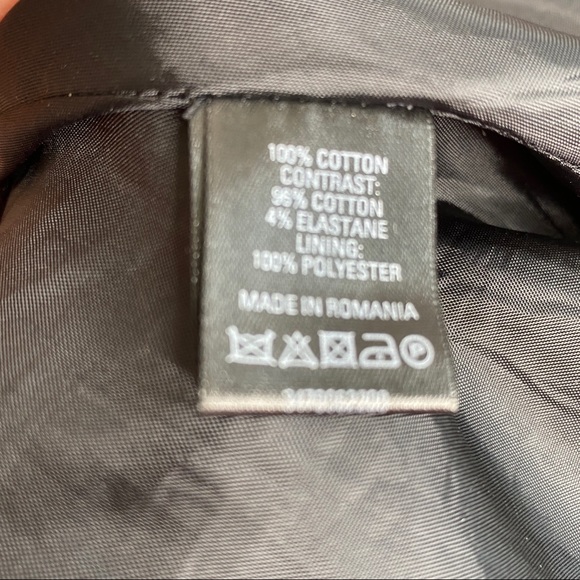 100% COTTON
CONTRAST:
96% COTTON
4% ELASTANE
LINING:
100% POLYESTER
MADE IN ROMANIA
P